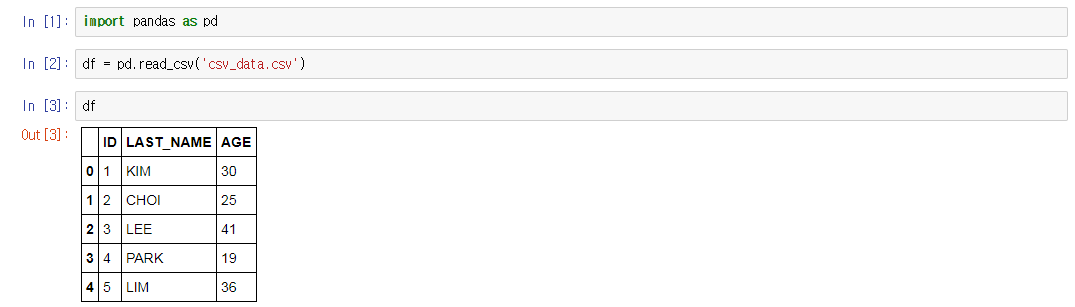 In [1]: import pandas as pd
In [2]: df = pd.read_csv('csv_data.csv')
In [3]: df
Out[3]:
ID LAST_NAME AGE
0 1 KIM 30
1 2 CHOI 25
2 3 LEE 41
3 4 PARK 19
4 5 LIM 36